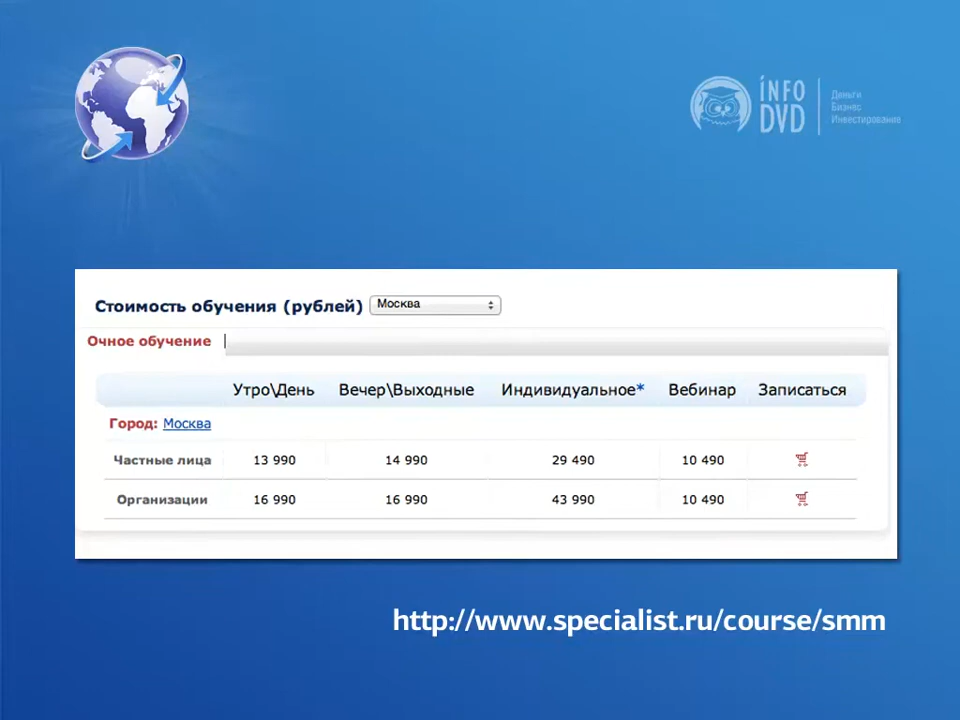 ÍNFO
DVD
Деньги
Бизнес
Инвестирование
Стоимость обучения (рублей) Москва
Очное обучение
Утро\День Вечер\Выходные Индивидуальное* Вебинар Записаться
Город: Москва
Частные лица 13 990 14 990 29 490 10 490
Организации 16 990 16 990 43 990 10 490
http://www.specialist.ru/course/smm